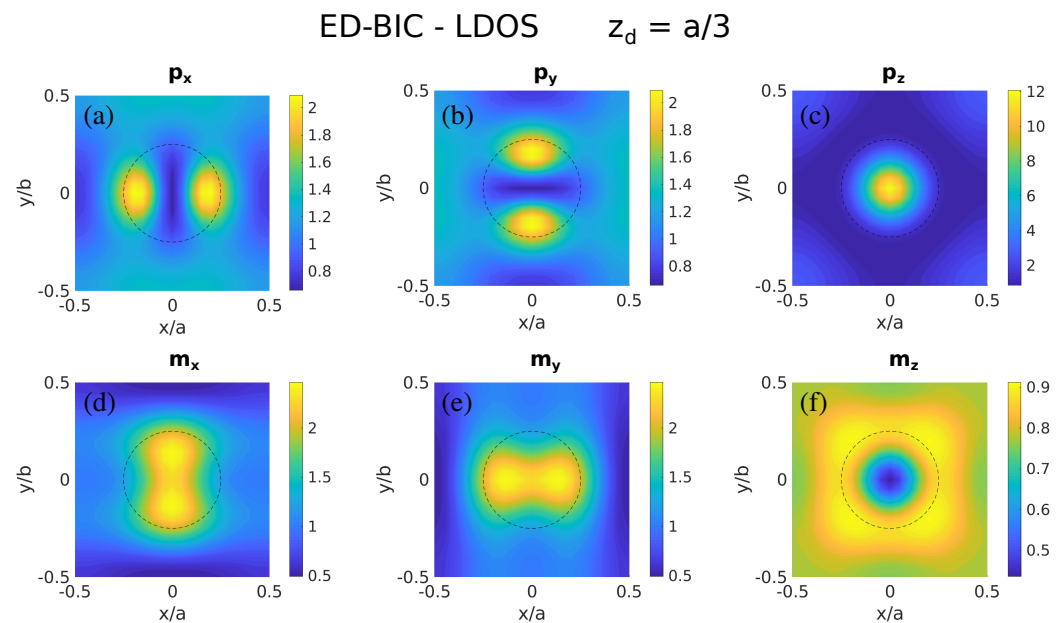 ED-BIC - LDOS z_d = a/3
p_x
p_y
p_z
(a)
(b)
(c)
0.5
0
-0.5
y/b
-0.5 0 0.5
x/a
2
1.8
1.6
1.4
1.2
1
0.8
0.5
0
-0.5
y/b
-0.5 0 0.5
x/a
2
1.8
1.6
1.4
1.2
1
0.8
0.5
0
-0.5
y/b
-0.5 0 0.5
x/a
12
10
8
6
4
2
m_x
m_y
m_z
(d)
(e)
(f)
0.5
0
-0.5
y/b
-0.5 0 0.5
x/a
2
1.5
1
0.5
0.5
0
-0.5
y/b
-0.5 0 0.5
x/a
2
1.5
1
0.5
0.5
0
-0.5
y/b
-0.5 0 0.5
x/a
0.9
0.8
0.7
0.6
0.5